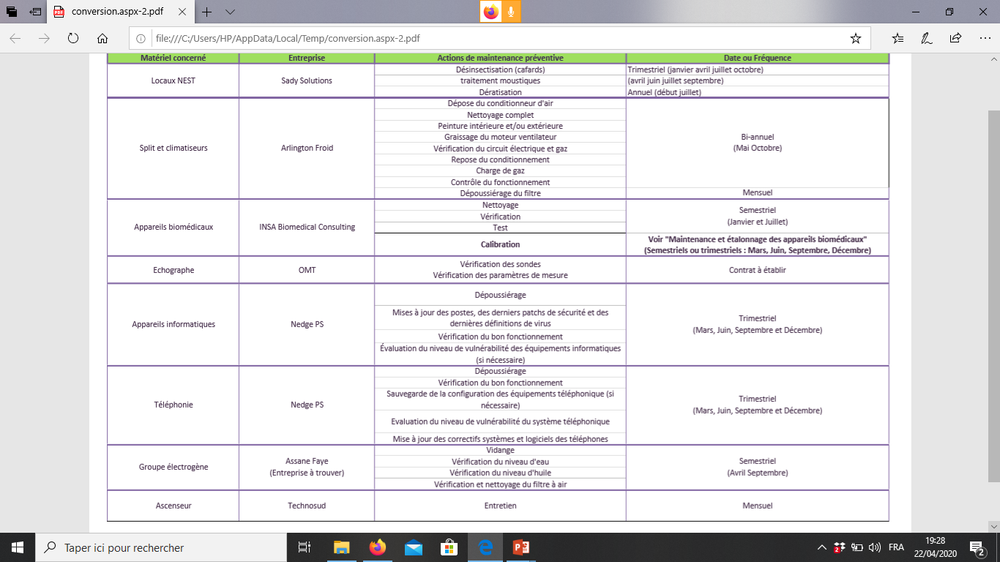 conversion.aspx-2.pdf
file:///C:/Users/HP/AppData/Local/Temp/conversion.aspx-2.pdf
Matériel concerné
Entreprise
Actions de maintenance préventive
Date ou Fréquence
Locaux NEST
Sady Solutions
Désinsectisation (cafards)
Trimestriel (janvier avril juillet octobre)
traitement moustiques
(avril juin juillet septembre)
Dératisation
Annuel (début juillet)
Split et climatiseurs
Arlington Froid
Dépose du conditionneur d'air
Nettoyage complet
Peinture intérieure et/ou extérieure
Graissage du moteur ventilateur
Vérification du circuit électrique et gaz
Repose du conditionnement
Charge de gaz
Contrôle du fonctionnement
Bi-annuel
(Mai Octobre)
Dépoussiérage du filtre
Mensuel
Appareils biomédicaux
INSA Biomedical Consulting
Nettoyage
Vérification
Test
Semestriel
(Janvier et Juillet)
Calibration
Voir "Maintenance et étalonnage des appareils biomédicaux"
(Semestriels ou trimestriels : Mars, Juin, Septembre, Décembre)
Echographe
OMT
Vérification des sondes
Vérification des paramètres de mesure
Contrat à établir
Appareils informatiques
Nedge PS
Dépoussiérage
Mises à jour des postes, des derniers patchs de sécurité et des
dernières définitions de virus
Vérification du bon fonctionnement
Évaluation du niveau de vulnérabilité des équipements informatiques
(si nécessaire)
Trimestriel
(Mars, Juin, Septembre et Décembre)
Téléphonie
Nedge PS
Dépoussiérage
Vérification du bon fonctionnement
Sauvegarde de la configuration des équipements téléphonique (si
nécessaire)
Evaluation du niveau de vulnérabilité du système téléphonique
Mise à jour des correctifs systèmes et logiciels des téléphones
Trimestriel
(Mars, Juin, Septembre et Décembre)
Groupe électrogène
Assane Faye
(Entreprise à trouver)
Vidange
Vérification du niveau d'eau
Vérification du niveau d'huile
Vérification et nettoyage du filtre à air
Semestriel
(Avril Septembre)
Ascenseur
Technosud
Entretien
Mensuel
Taper ici pour rechercher
FRA
19:28
22/04/2020
2